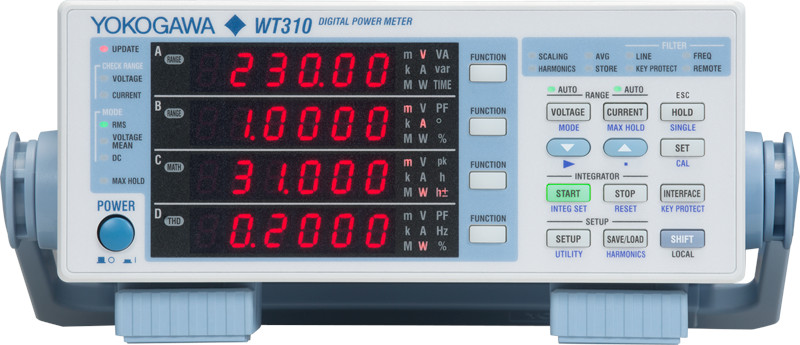 YOKOGAWA ◆ WT310 DIGITAL POWER METER
UPDATE
CHECK RANGE
VOLTAGE
CURRENT
MODE
RMS
VOLTAGE
MEAN
DC
MAX HOLD
POWER
A RANGE 230.00 m V VA
k A var
M W TIME
FUNCTION
B RANGE 1.0000 m V PF
k A °
M W %
FUNCTION
C MATH 31.000 m V pk
k A h
M W h±
FUNCTION
D THD 0.2000 m V PF
k A Hz
M W %
FUNCTION
FILTER
SCALING AVG LINE FREQ
HARMONICS STORE KEY PROTECT REMOTE
AUTO AUTO ESC
RANGE
VOLTAGE CURRENT HOLD
MODE MAX HOLD SINGLE
SET
CAL
INTEGRATOR
START STOP INTERFACE
INTEG SET RESET KEY PROTECT
SETUP
SETUP SAVE/LOAD SHIFT
UTILITY HARMONICS LOCAL